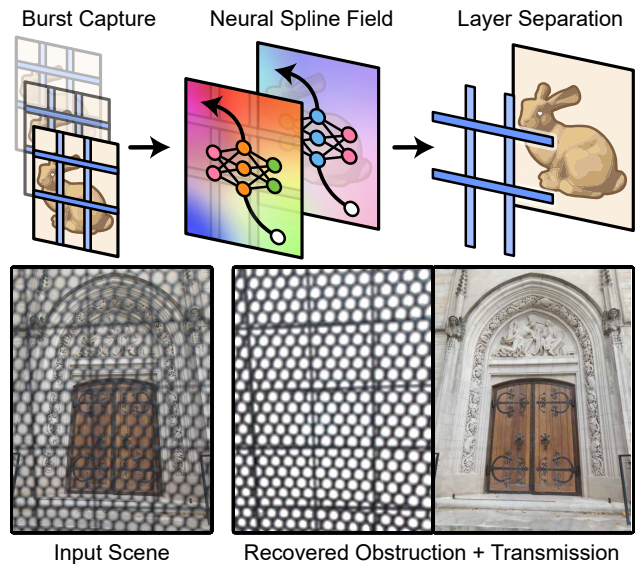 Burst Capture
Neural Spline Field
Layer Separation
Input Scene
Recovered Obstruction + Transmission